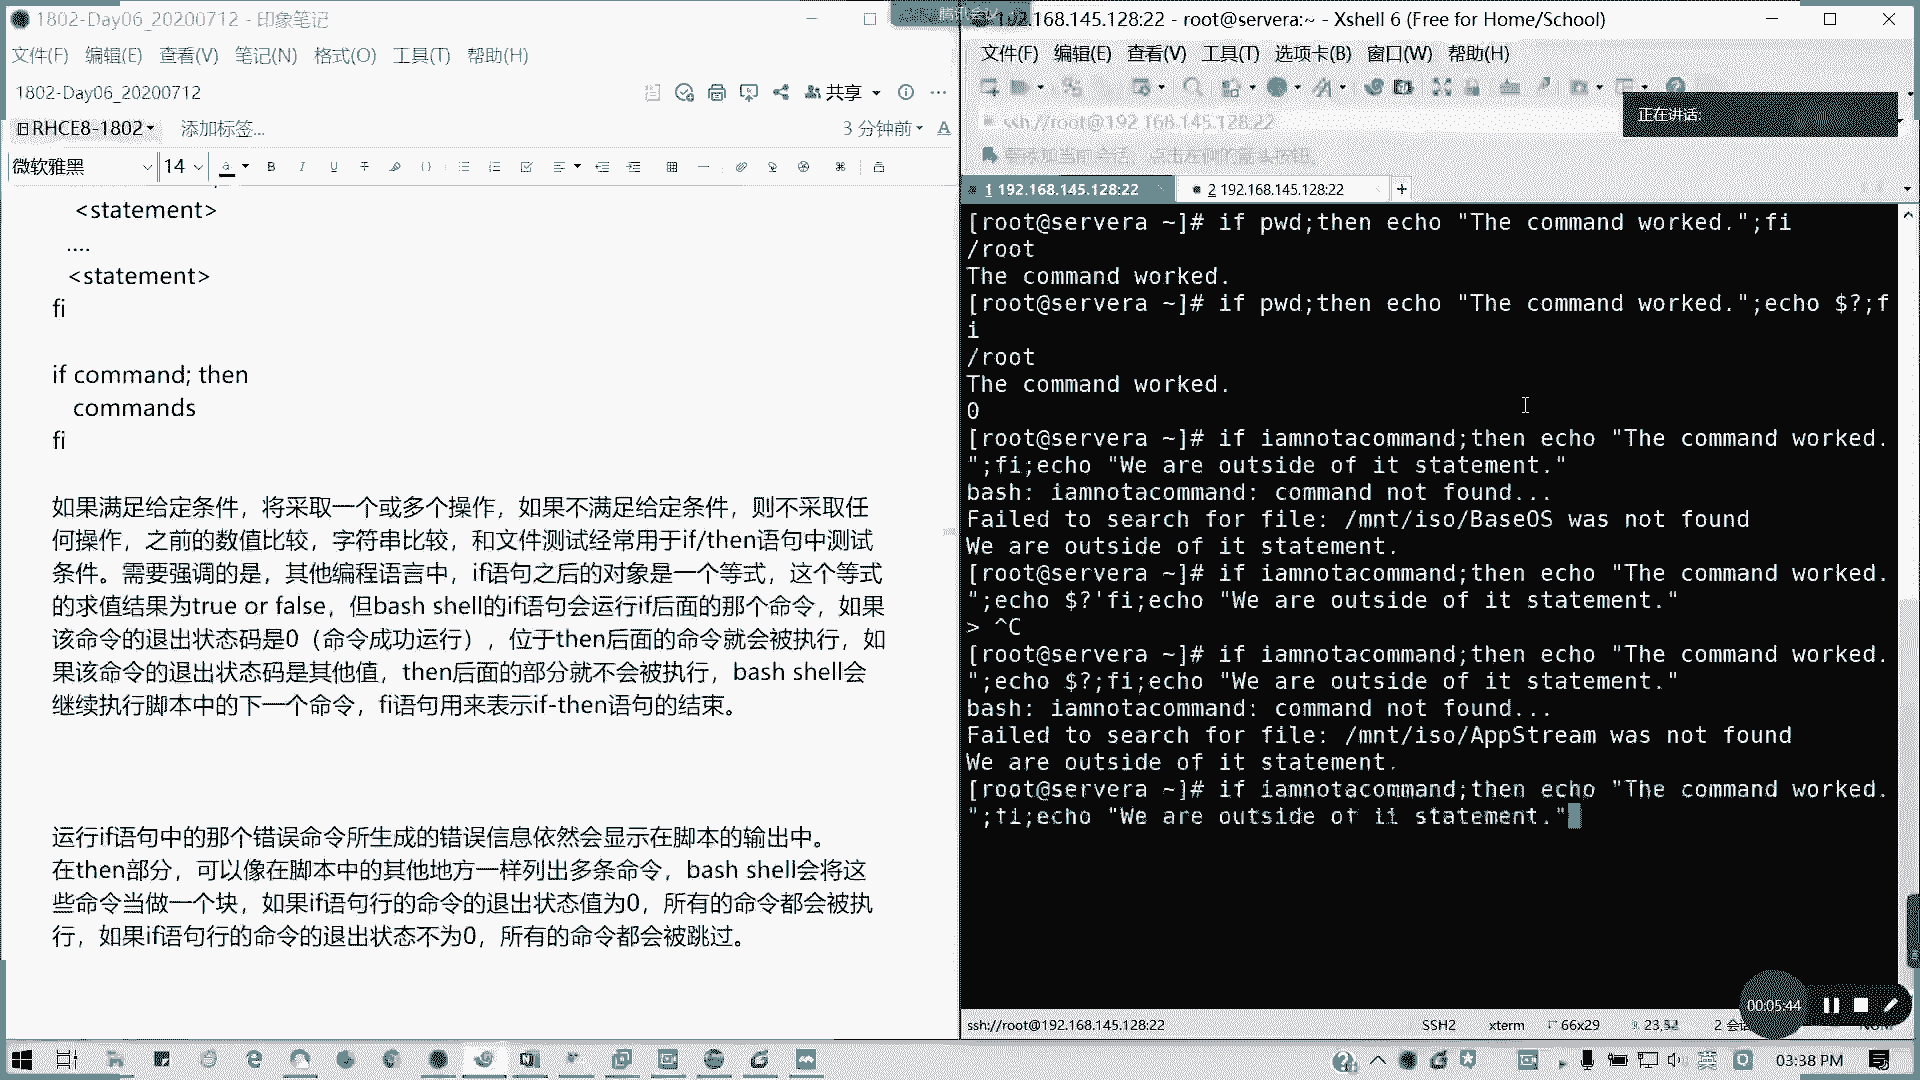 1802-Day06_20200712 - 印象笔记
文件(F) 编辑(E) 查看(V) 笔记(N) 格式(O) 工具(T) 帮助(H)
1802-Day06_20200712
共享
RHCE8-1802
添加标签...
3 分钟前
微软雅黑
14
<statement>
....
<statement>
fi
if command; then
commands
fi
如果满足给定条件，将采取一个或多个操作，如果不满足给定条件，则不采取任
何操作，之前的数值比较，字符串比较，和文件测试经常用于if/then语句中测试
条件。需要强调的是，其他编程语言中，if语句之后的对象是一个等式，这个等式
的求值结果为true or false，但bash shell的if语句会运行if后面的那个命令，如果
该命令的退出状态码是0（命令成功运行），位于then后面的命令就会被执行，如
果该命令的退出状态码是其他值，then后面的部分就不会被执行，bash shell会
继续执行脚本中的下一个命令，fi语句用来表示if-then语句的结束。
运行if语句中的那个错误命令所生成的错误信息依然会显示在脚本的输出中。
在then部分，可以像在脚本中的其他地方一样列出多条命令，bash shell会将这
些命令当做一个块，如果if语句行的命令的退出状态值为0，所有的命令都会被执
行，如果if语句行的命令的退出状态不为0，所有的命令都会被跳过。
192.168.145.128:22 - root@servera:~ - Xshell 6 (Free for Home/School)
文件(F) 编辑(E) 查看(V) 工具(T) 选项卡(B) 窗口(W) 帮助(H)
正在讲话:
ssh://root@192.168.145.128:22
要添加当前会话，点击左侧的箭头按钮。
1 192.168.145.128:22
2 192.168.145.128:22
[root@servera ~]# if pwd;then echo "The command worked.";fi
/root
The command worked.
[root@servera ~]# if pwd;then echo "The command worked.";echo $?;f
i
/root
The command worked.
0
[root@servera ~]# if iamnotacommand;then echo "The command worked.
";fi;echo "We are outside of it statement."
bash: iamnotacommand: command not found...
Failed to search for file: /mnt/iso/BaseOS was not found
We are outside of it statement.
[root@servera ~]# if iamnotacommand;then echo "The command worked.
";echo $?'fi;echo "We are outside of it statement."
> ^C
[root@servera ~]# if iamnotacommand;then echo "The command worked.
";echo $?;fi;echo "We are outside of it statement."
bash: iamnotacommand: command not found...
Failed to search for file: /mnt/iso/AppStream was not found
We are outside of it statement.
[root@servera ~]# if iamnotacommand;then echo "The command worked.
";fi;echo "We are outside of it statement."
00:05:44
ssh://root@192.168.145.128:22
SSH2
xterm
66x29
23,52
英
03:38 PM